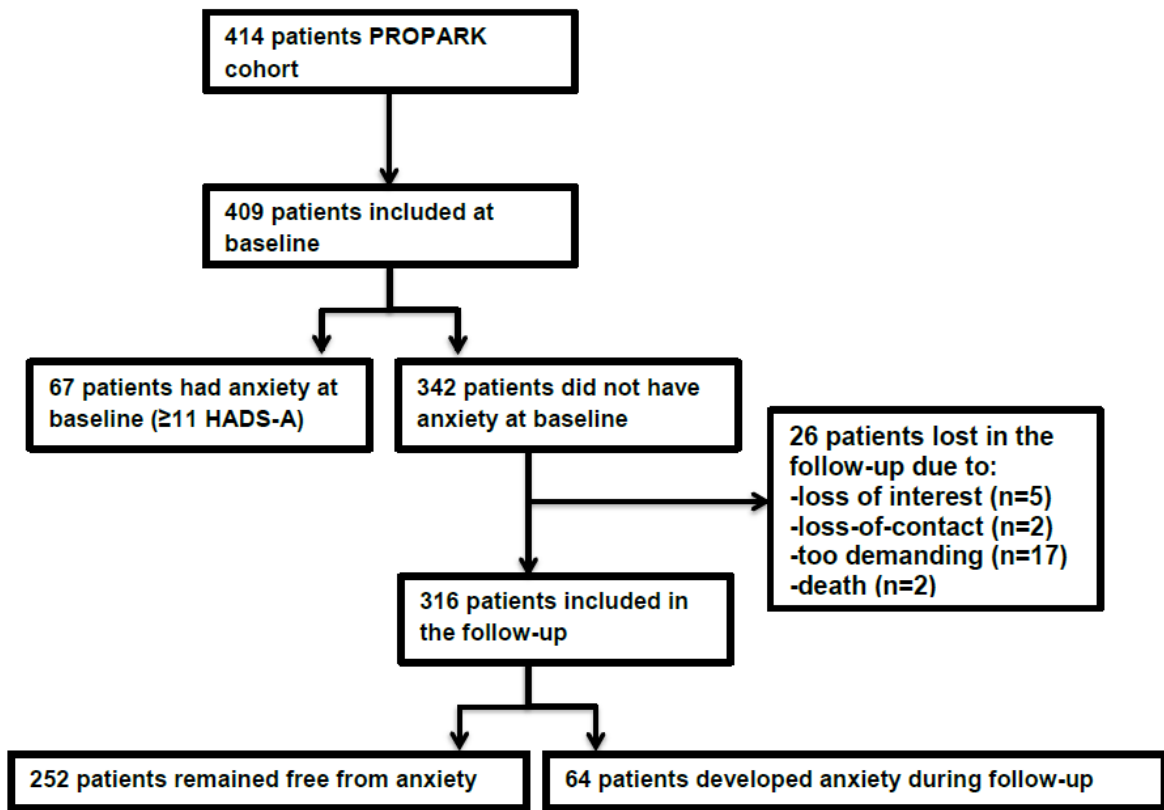 414 patients PROPARK
cohort
409 patients included at
baseline
67 patients had anxiety at
baseline (≥11 HADS-A)
342 patients did not have
anxiety at baseline
26 patients lost in the
follow-up due to:
-loss of interest (n=5)
-loss-of-contact (n=2)
-too demanding (n=17)
-death (n=2)
316 patients included in
the follow-up
252 patients remained free from anxiety
64 patients developed anxiety during follow-up